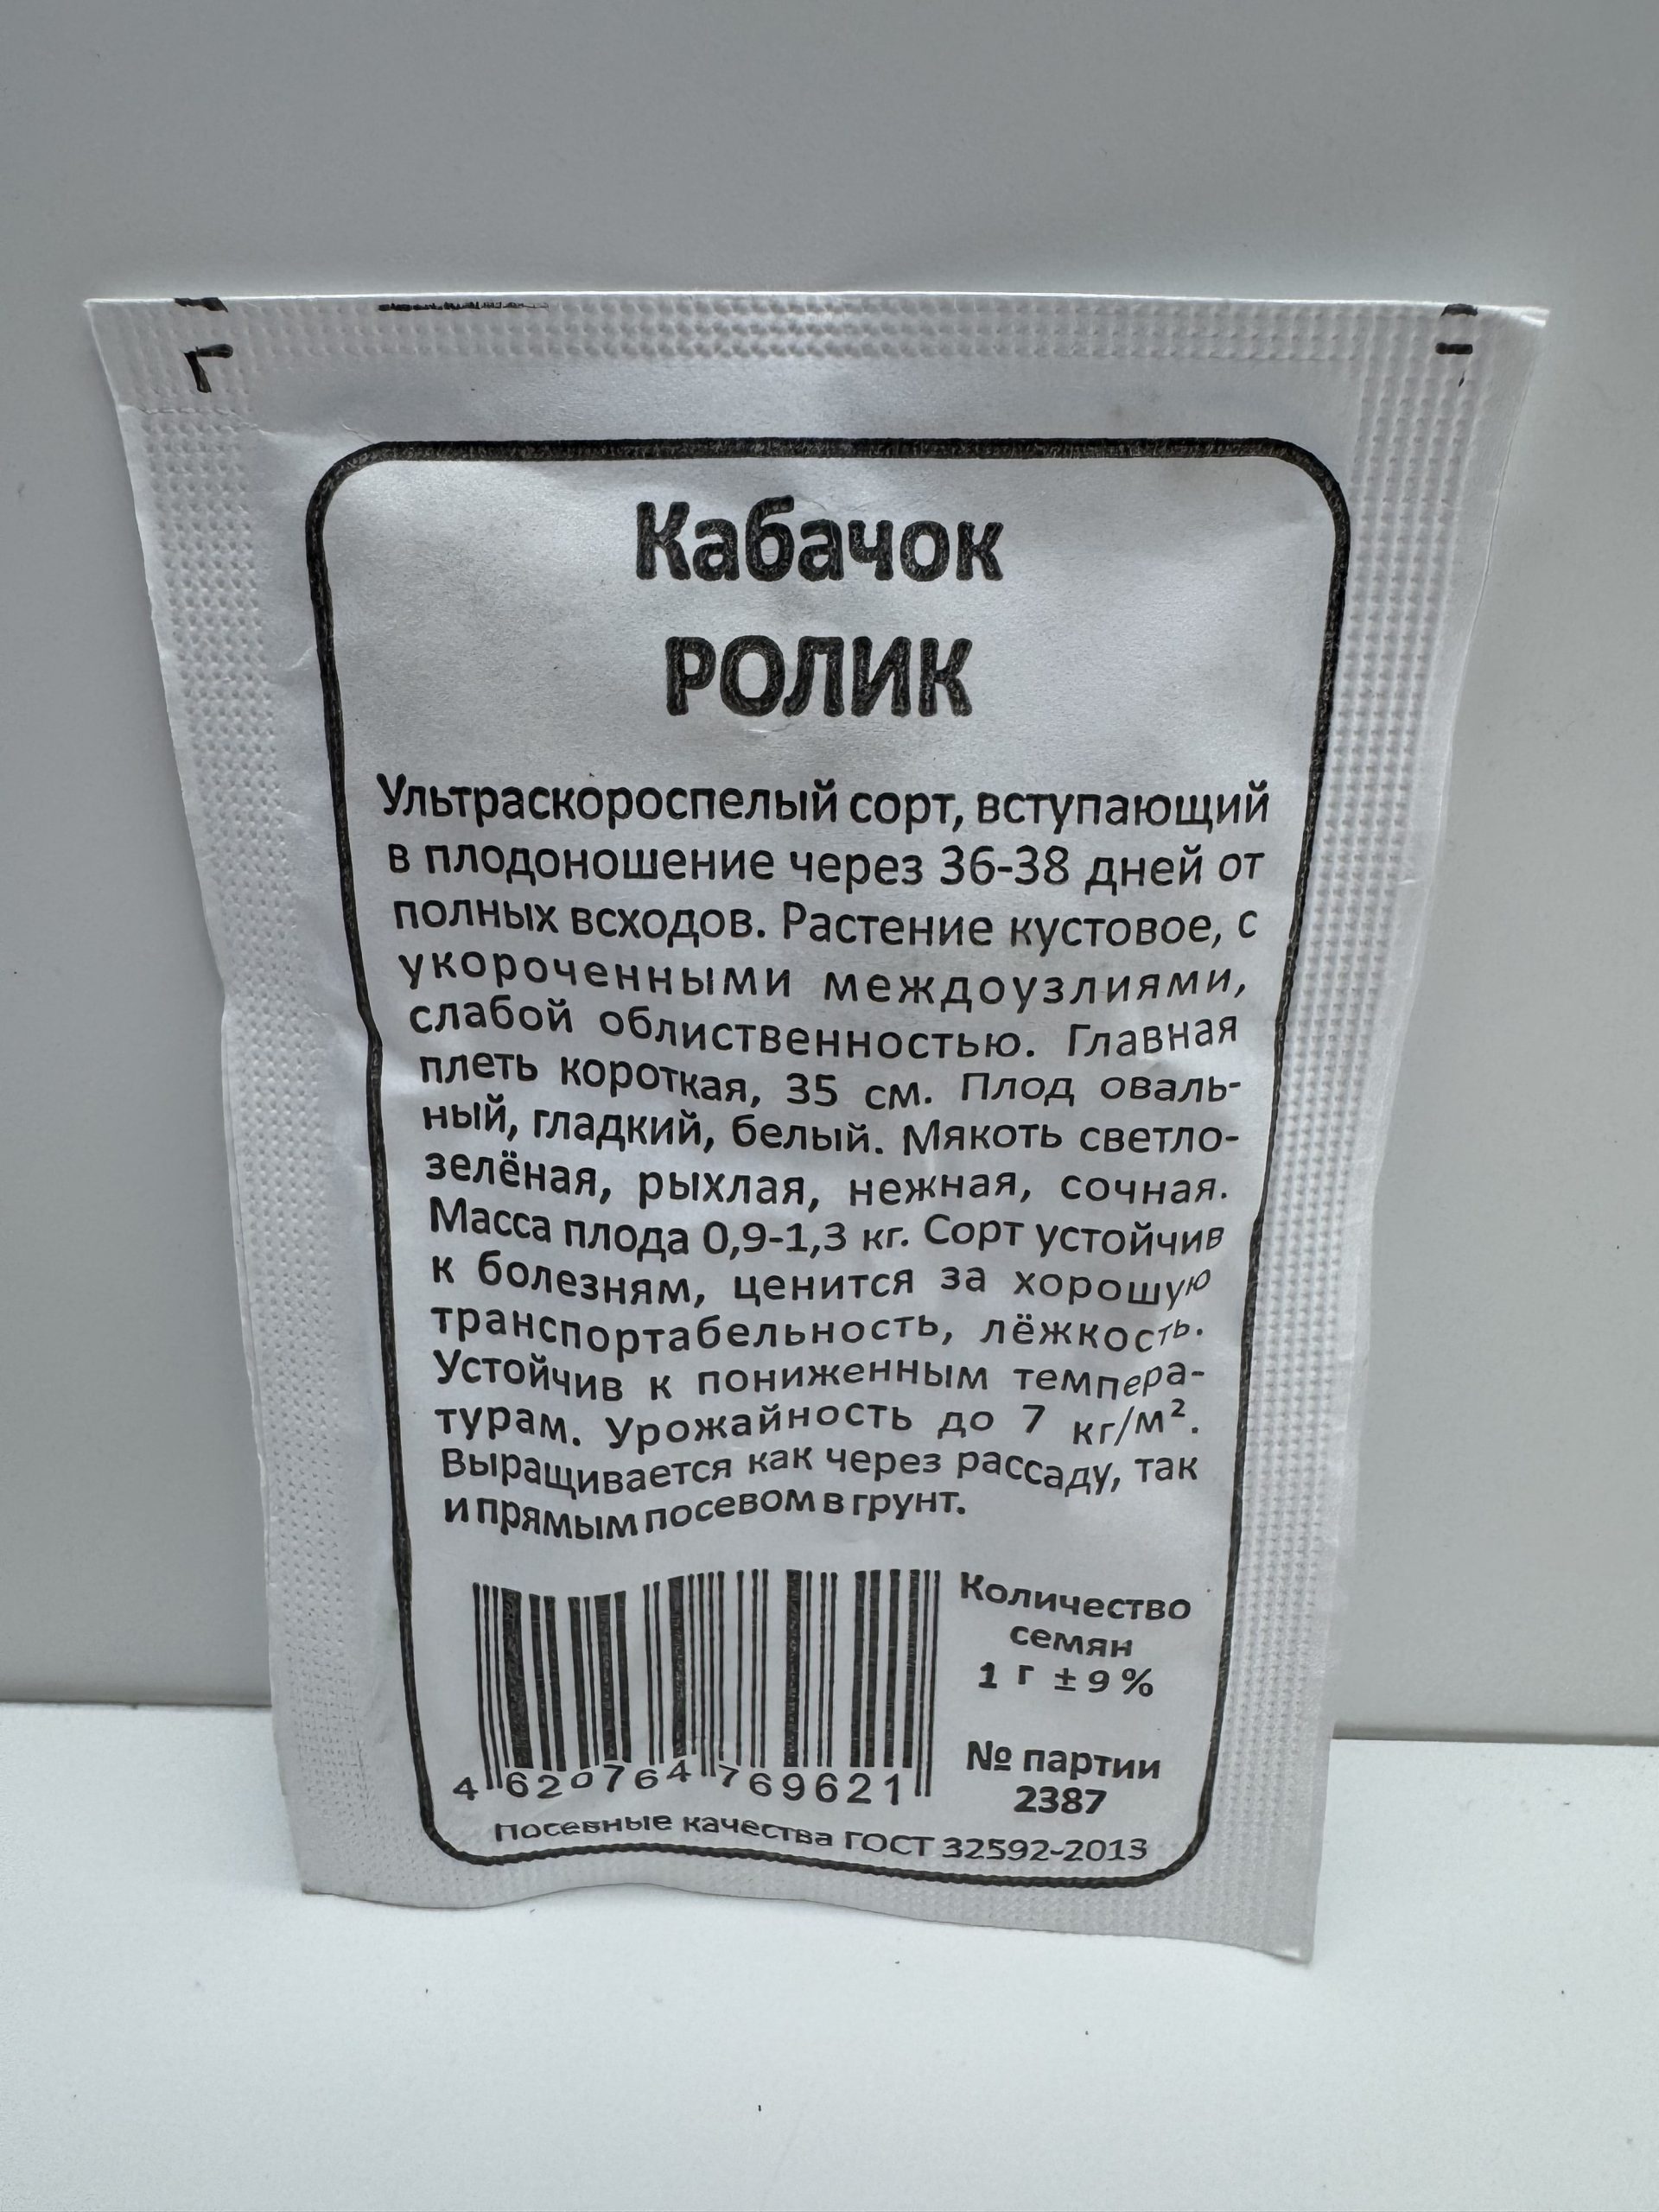 Кабачок
РОЛИК
Ультраскороспелый сорт, вступающий
в плодоношение через 36-38 дней от
полных всходов. Растение кустовое, с
укороченными междоузлиями,
слабой облиственностью. Главная
плеть короткая, 35 см. Плод оваль-
ный, гладкий, белый. Мякоть светло-
зелёная, рыхлая, нежная, сочная.
Масса плода 0,9-1,3 кг. Сорт устойчив
к болезням, ценится за хорошую
транспортабельность, лёжкость.
Устойчив к пониженным темпера-
турам. Урожайность до 7 кг/м².
Выращивается как через рассаду, так
и прямым посевом в грунт.
Количество
семян
1 г ±9%
№ партии
2387
4 620764 769621
Посевные качества ГОСТ 32592-2013